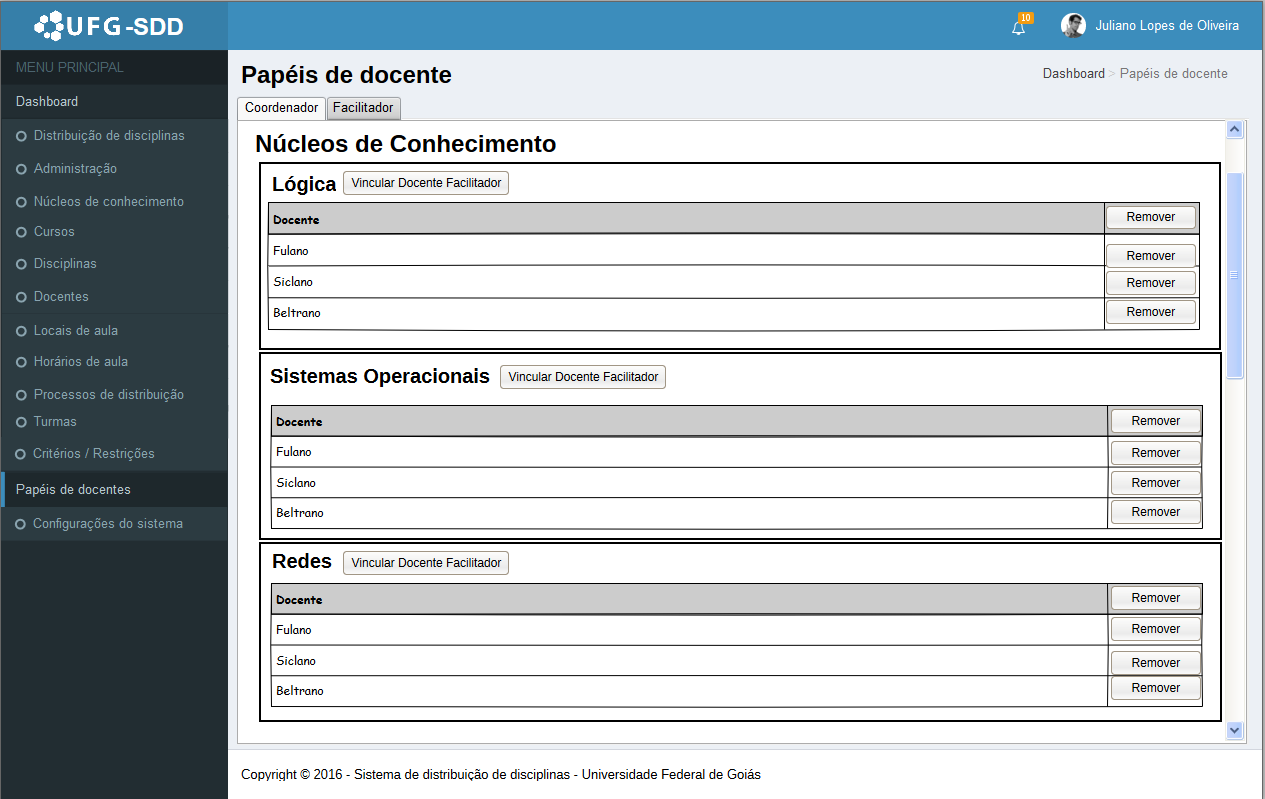 UFG-SDD
10
Juliano Lopes de Oliveira
MENU PRINCIPAL
Dashboard
Distribuição de disciplinas
Administração
Núcleos de conhecimento
Cursos
Disciplinas
Docentes
Locais de aula
Horários de aula
Processos de distribuição
Turmas
Critérios / Restrições
Papéis de docentes
Configurações do sistema
Papéis de docente
Dashboard > Papéis de docente
Coordenador Facilitador
Núcleos de Conhecimento
Lógica Vincular Docente Facilitador
Docente Remover
Fulano Remover
Siclano Remover
Beltrano Remover
Sistemas Operacionais Vincular Docente Facilitador
Docente Remover
Fulano Remover
Siclano Remover
Beltrano Remover
Redes Vincular Docente Facilitador
Docente Remover
Fulano Remover
Siclano Remover
Beltrano Remover
Copyright © 2016 - Sistema de distribuição de disciplinas - Universidade Federal de Goiás